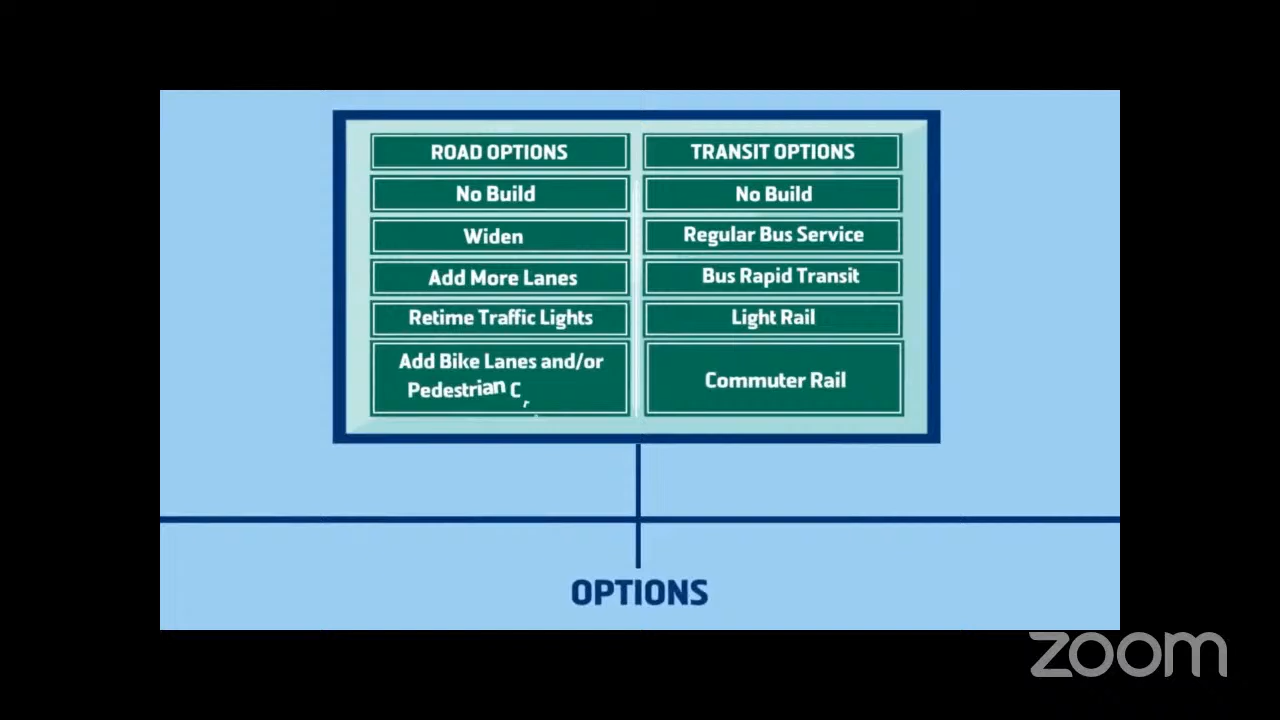 ROAD OPTIONS
TRANSIT OPTIONS
No Build
No Build
Widen
Regular Bus Service
Add More Lanes
Bus Rapid Transit
Retime Traffic Lights
Light Rail
Add Bike Lanes and/or
Pedestrian C r
Commuter Rail
OPTIONS
zoom